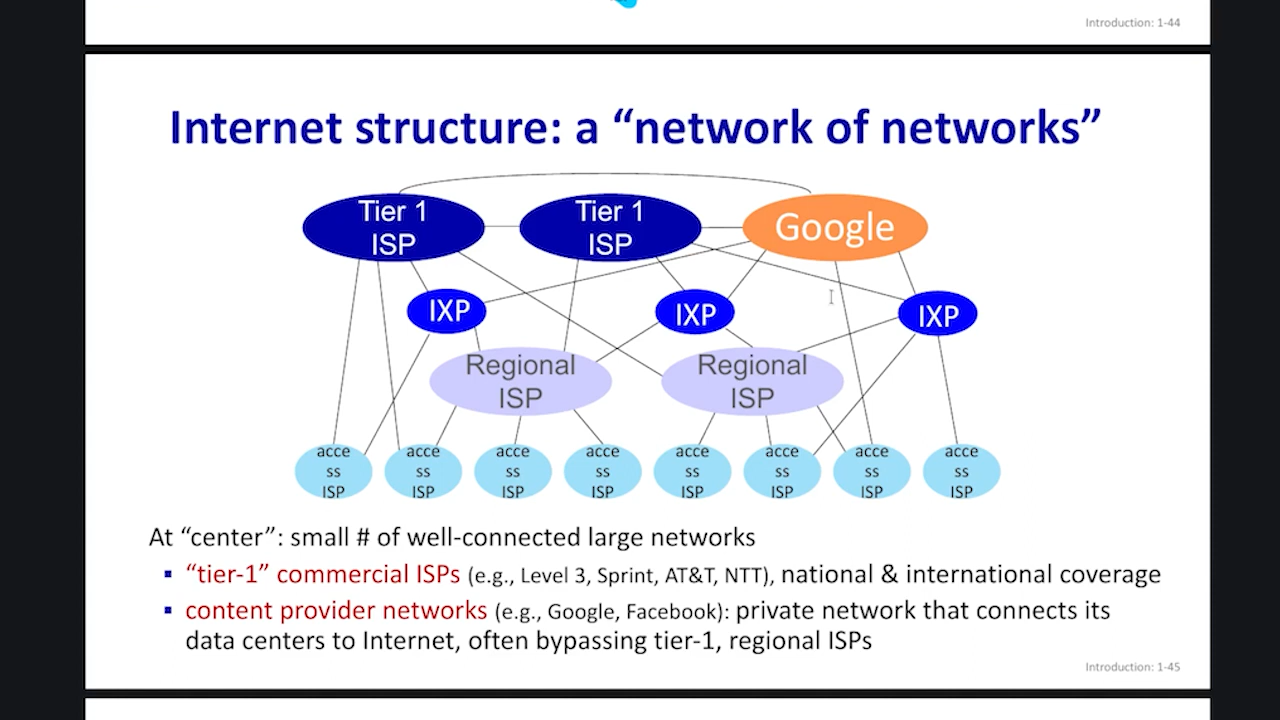 Introduction: 1-44
Internet structure: a “network of networks”
Tier 1
ISP
Tier 1
ISP
Google
IXP
IXP
IXP
Regional
ISP
Regional
ISP
acce
ss
ISP
acce
ss
ISP
acce
ss
ISP
acce
ss
ISP
acce
ss
ISP
acce
ss
ISP
acce
ss
ISP
acce
ss
ISP
At “center”: small # of well-connected large networks
▪ “tier-1” commercial ISPs (e.g., Level 3, Sprint, AT&T, NTT), national & international coverage
▪ content provider networks (e.g., Google, Facebook): private network that connects its
data centers to Internet, often bypassing tier-1, regional ISPs
Introduction: 1-45